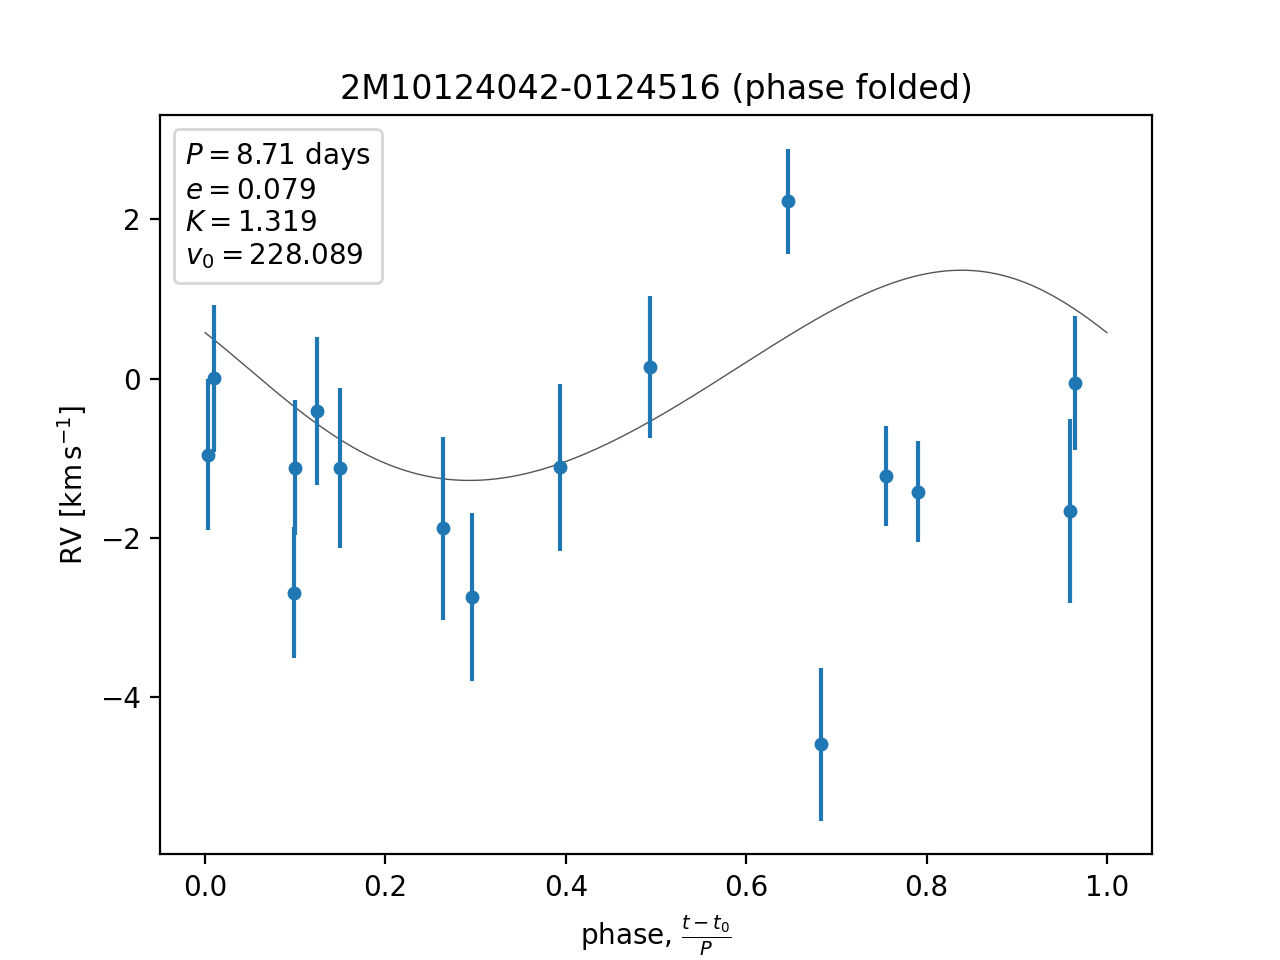 2M10124042-0124516 (phase folded)
P = 8.71 days
e = 0.079
K = 1.319
v₀ = 228.089
2
0
−2
−4
RV [km s⁻¹]
0.0 0.2 0.4 0.6 0.8 1.0
phase, (t − t₀)/P